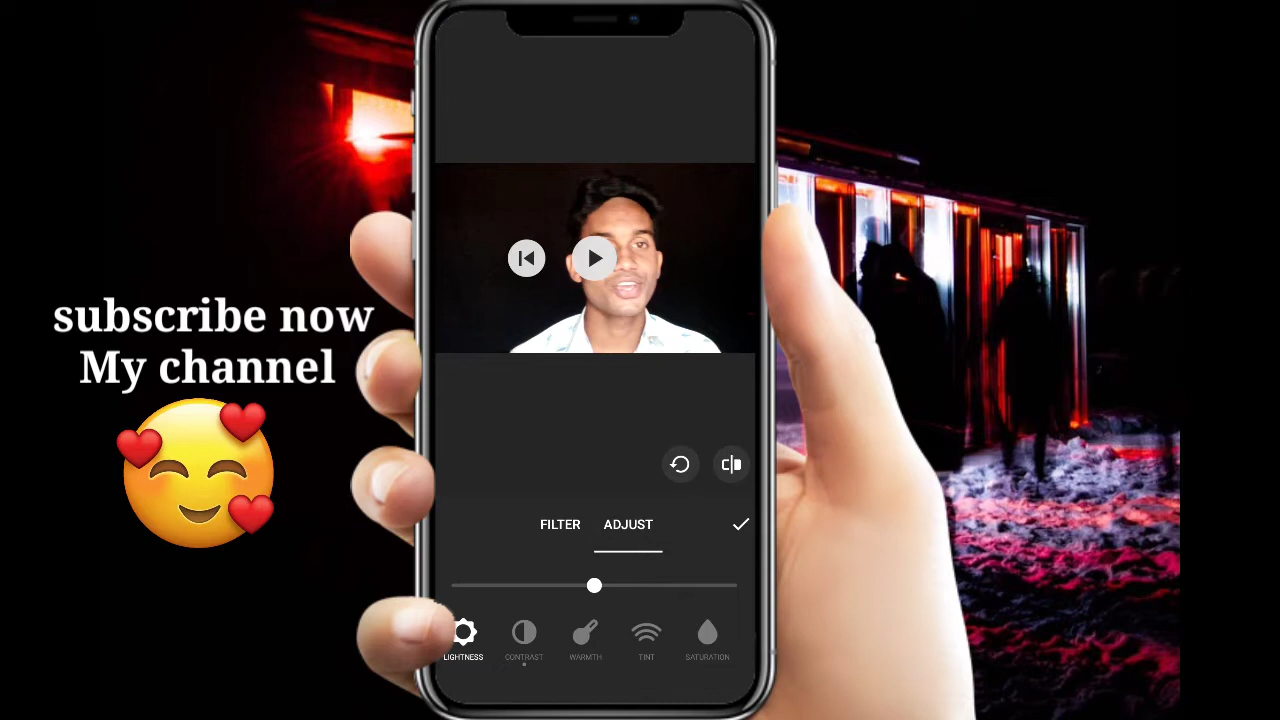 subscribe now
My channel
FILTER ADJUST
LIGHTNESS CONTRAST WARMTH TINT SATURATION